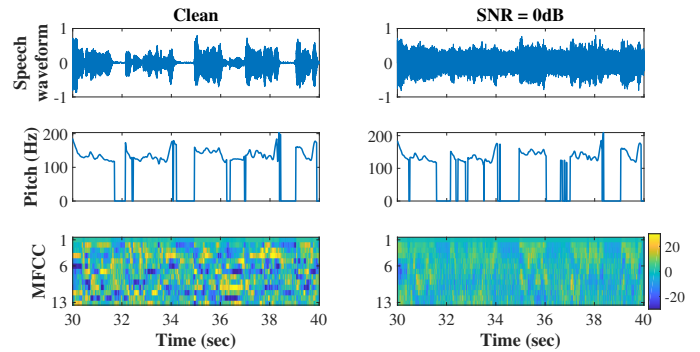 Clean
SNR = 0dB
Speech waveform
1
0
-1
1
0
-1
Pitch (Hz)
200
100
0
200
100
0
MFCC
1
6
13
1
6
13
20
0
-20
30 32 34 36 38 40
30 32 34 36 38 40
Time (sec)
Time (sec)